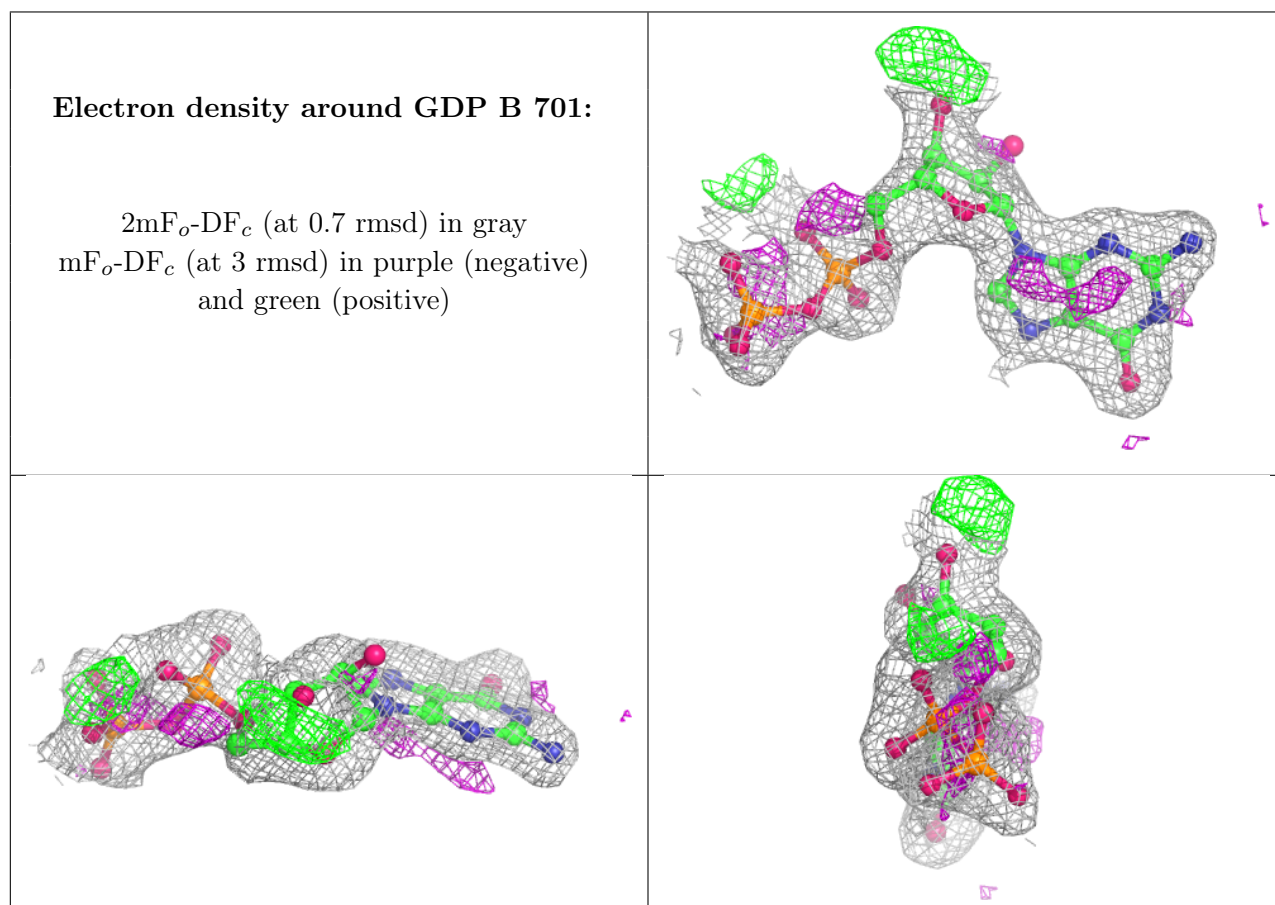 Electron density around GDP B 701:
2mFo-DFc (at 0.7 rmsd) in gray
mFo-DFc (at 3 rmsd) in purple (negative)
and green (positive)